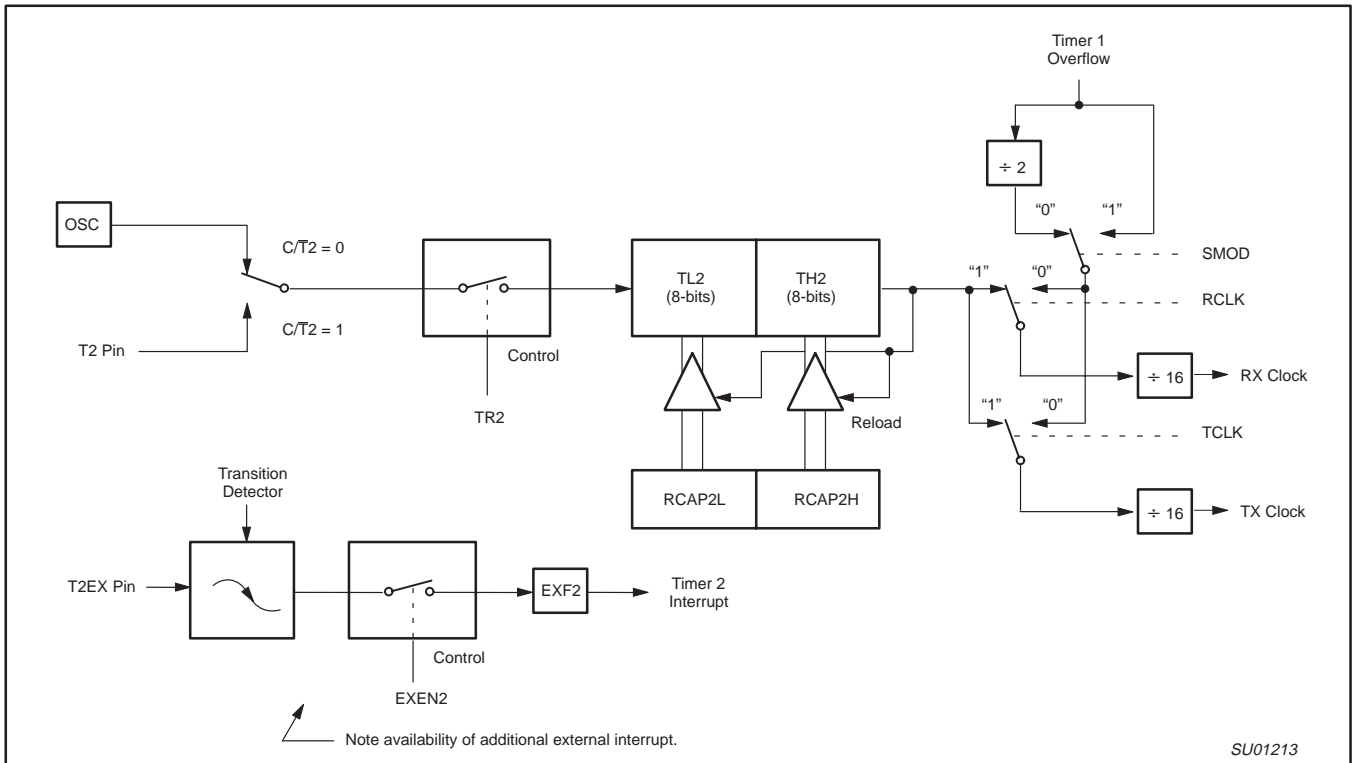 Timer 1
Overflow
÷ 2
"0"
"1"
OSC
C/T̅2 = 0
SMOD
TL2
(8-bits)
TH2
(8-bits)
"1"
"0"
RCLK
C/T̅2 = 1
T2 Pin
Control
÷ 16
RX Clock
TR2
Reload
"1"
"0"
TCLK
Transition
Detector
RCAP2L
RCAP2H
÷ 16
TX Clock
T2EX Pin
EXF2
Timer 2
Interrupt
Control
EXEN2
Note availability of additional external interrupt.
SU01213